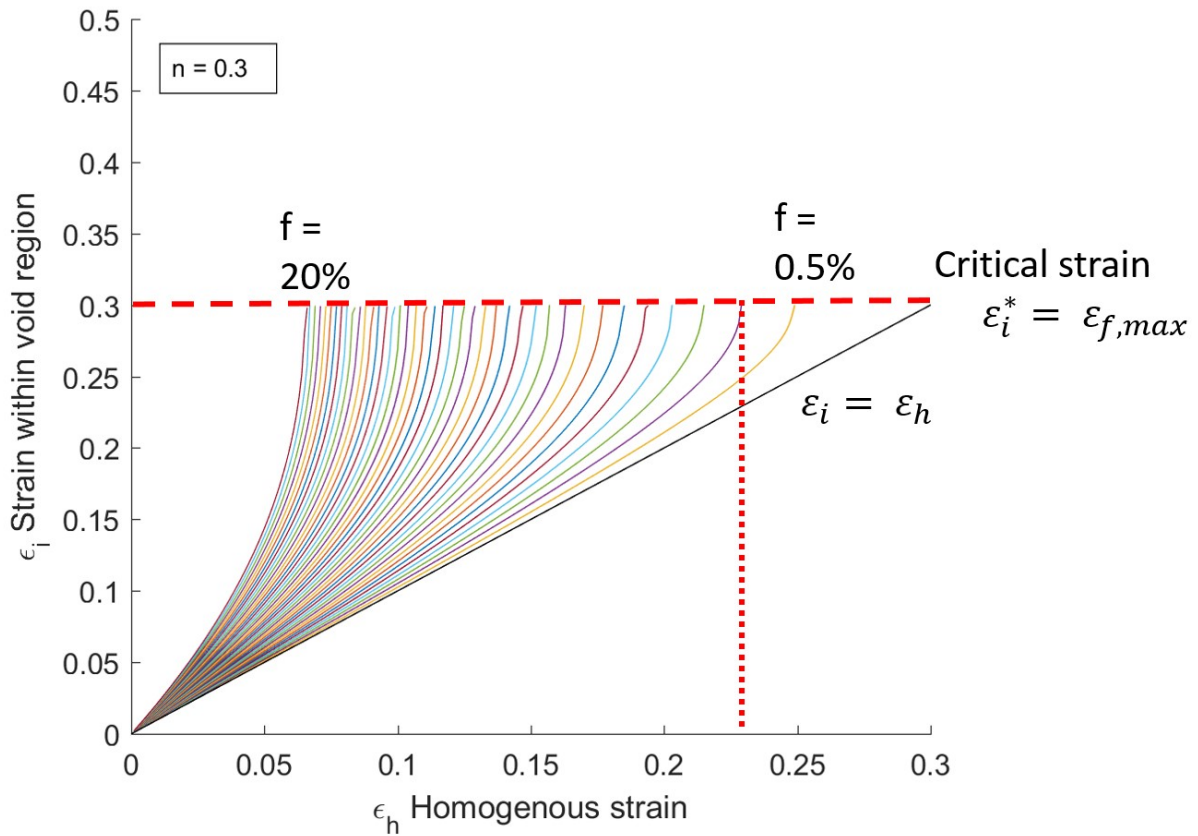 0.5
n = 0.3
0.45
0.4
0.35
f =
20%
f =
0.5%
Critical strain
0.3
ε*i = εf,max
0.25
εi = εh
0.2
0.15
0.1
0.05
0
ϵi Strain within void region
0 0.05 0.1 0.15 0.2 0.25 0.3
ϵh Homogenous strain